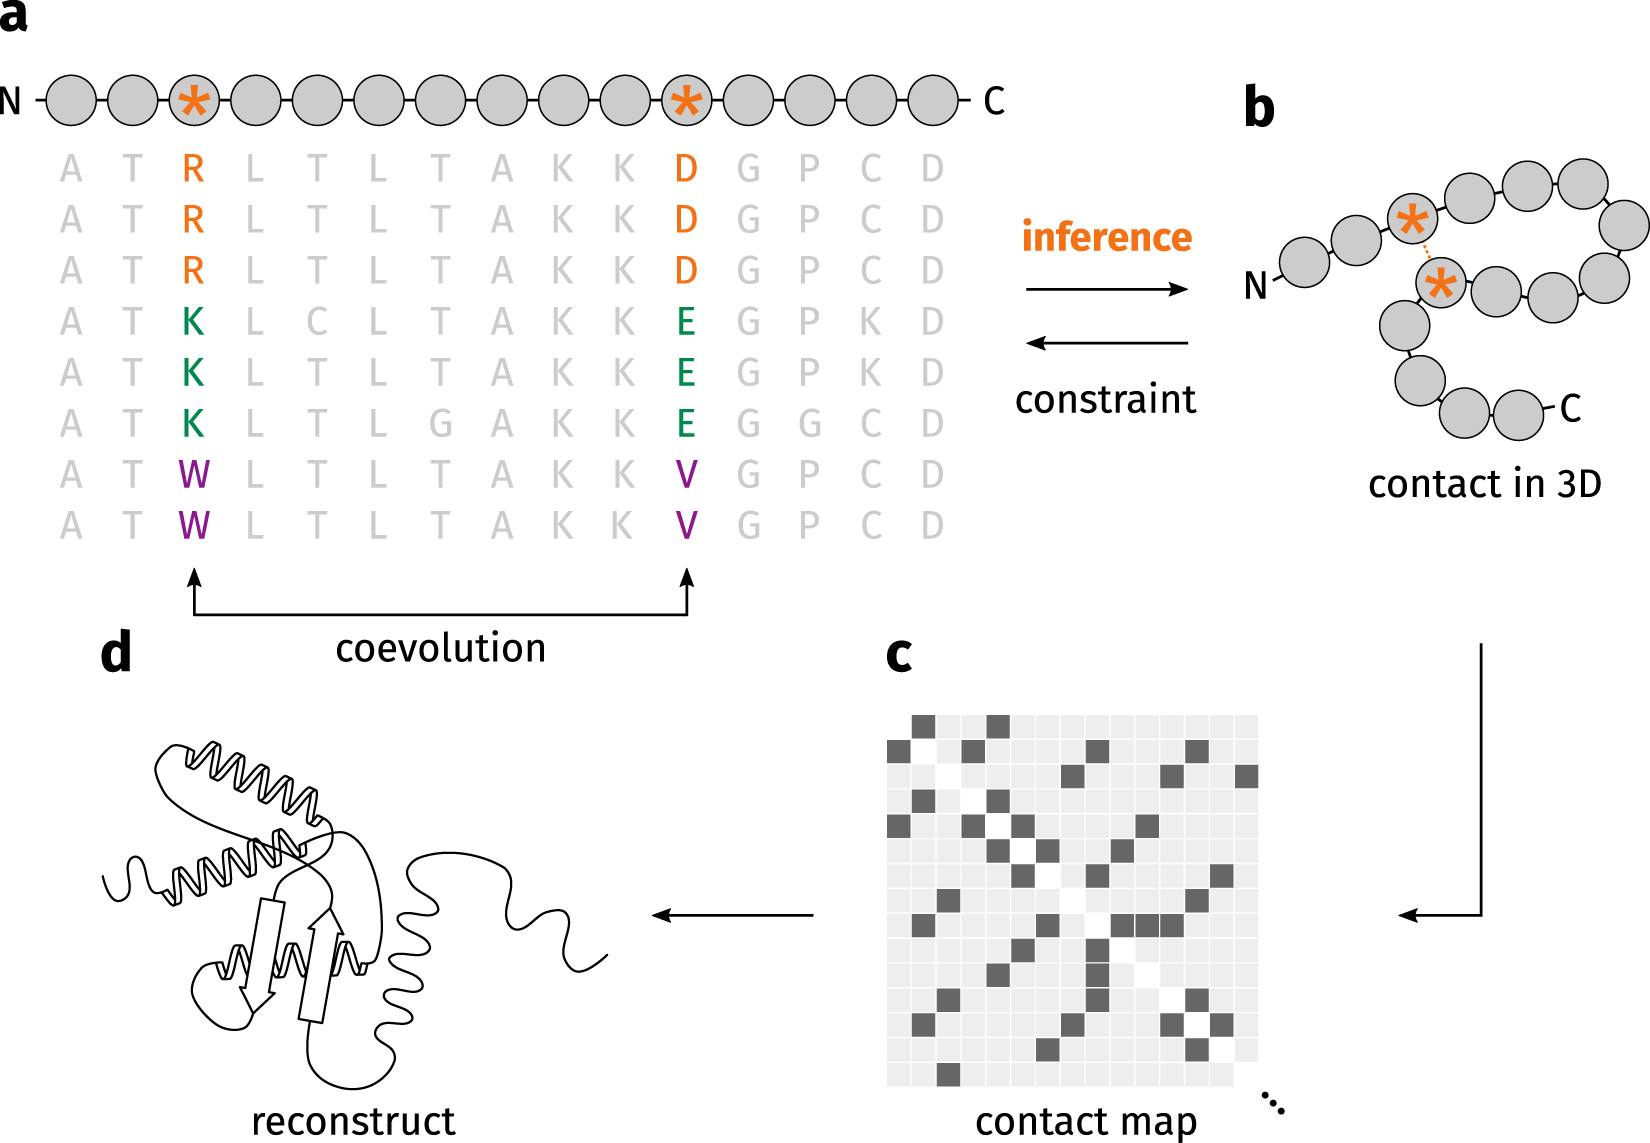 a
N * * C
A T R L T L T A K K D G P C D
A T R L T L T A K K D G P C D
A T R L T L T A K K D G P C D
A T K L C L T A K K E G P K D
A T K L T L T A K K E G P K D
A T K L T L G A K K E G G C D
A T W L T L T A K K V G P C D
A T W L T L T A K K V G P C D
coevolution
inference
constraint
b
*
*
N
C
contact in 3D
c
contact map
d
reconstruct